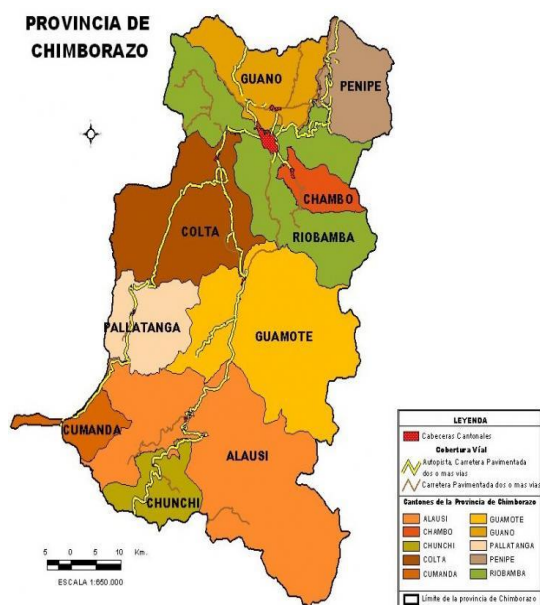 PROVINCIA DE
CHIMBORAZO
GUANO
PENIPE
CHAMBO
COLTA
RIOBAMBA
PALLATANGA
GUAMOTE
CUMANDA
ALAUSI
CHUNCHI
5 0 5 10 Km.
ESCALA 1:650.000
LEYENDA
Cabeceras Cantonales
Cobertura Víal
Autopista, Carretera Pavimentada
dos o mas vias
Carretera Pavimentada dos o mas vias
Cantones de la Provincia de Chimborazo
ALAUSI GUAMOTE
CHAMBO GUANO
CHUNCHI PALLATANGA
COLTA PENIPE
CUMANDA RIOBAMBA
Límite de la provincia de Chimborazo